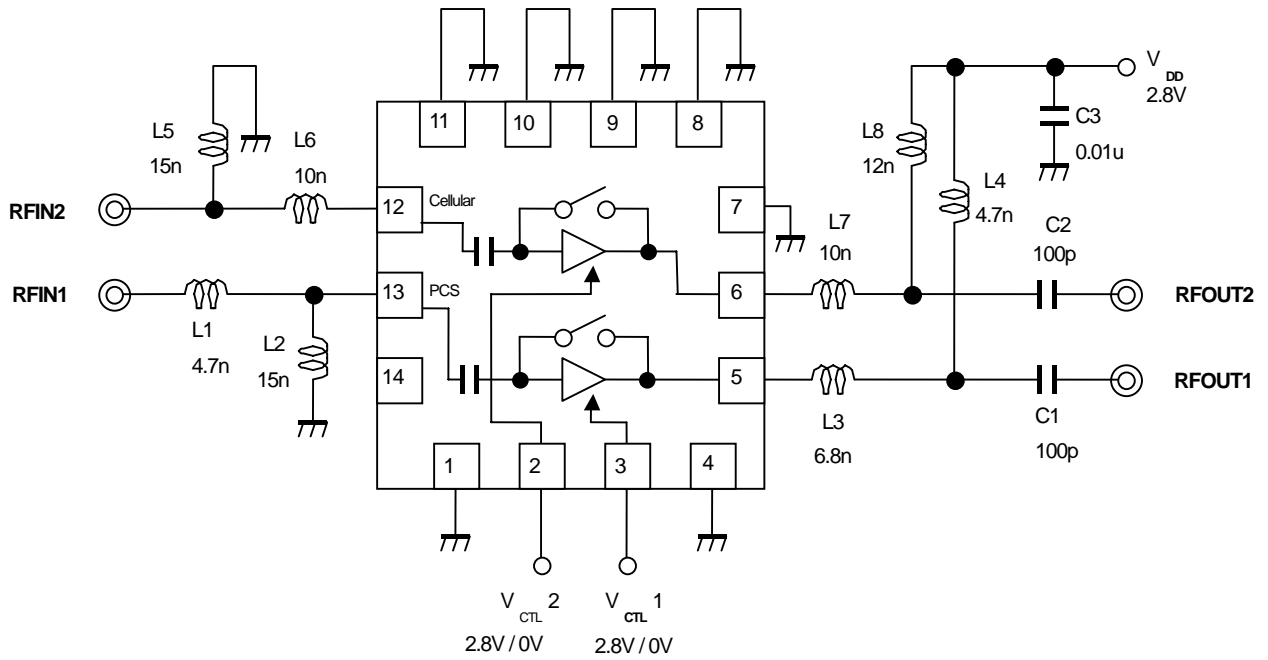 V DD
2.8V
11
10
9
8
L5
15n
L6
10n
L8
12n
C3
0.01u
L4
4.7n
RFIN2
12
Cellular
7
L7
10n
C2
100p
RFIN1
13
PCS
6
RFOUT2
L1
4.7n
L2
15n
14
5
RFOUT1
L3
6.8n
C1
100p
1
2
3
4
V CTL 2
2.8V / 0V
V CTL 1
2.8V / 0V